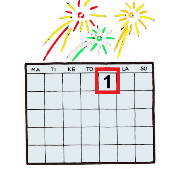 MA TI KE TO LA SU
1